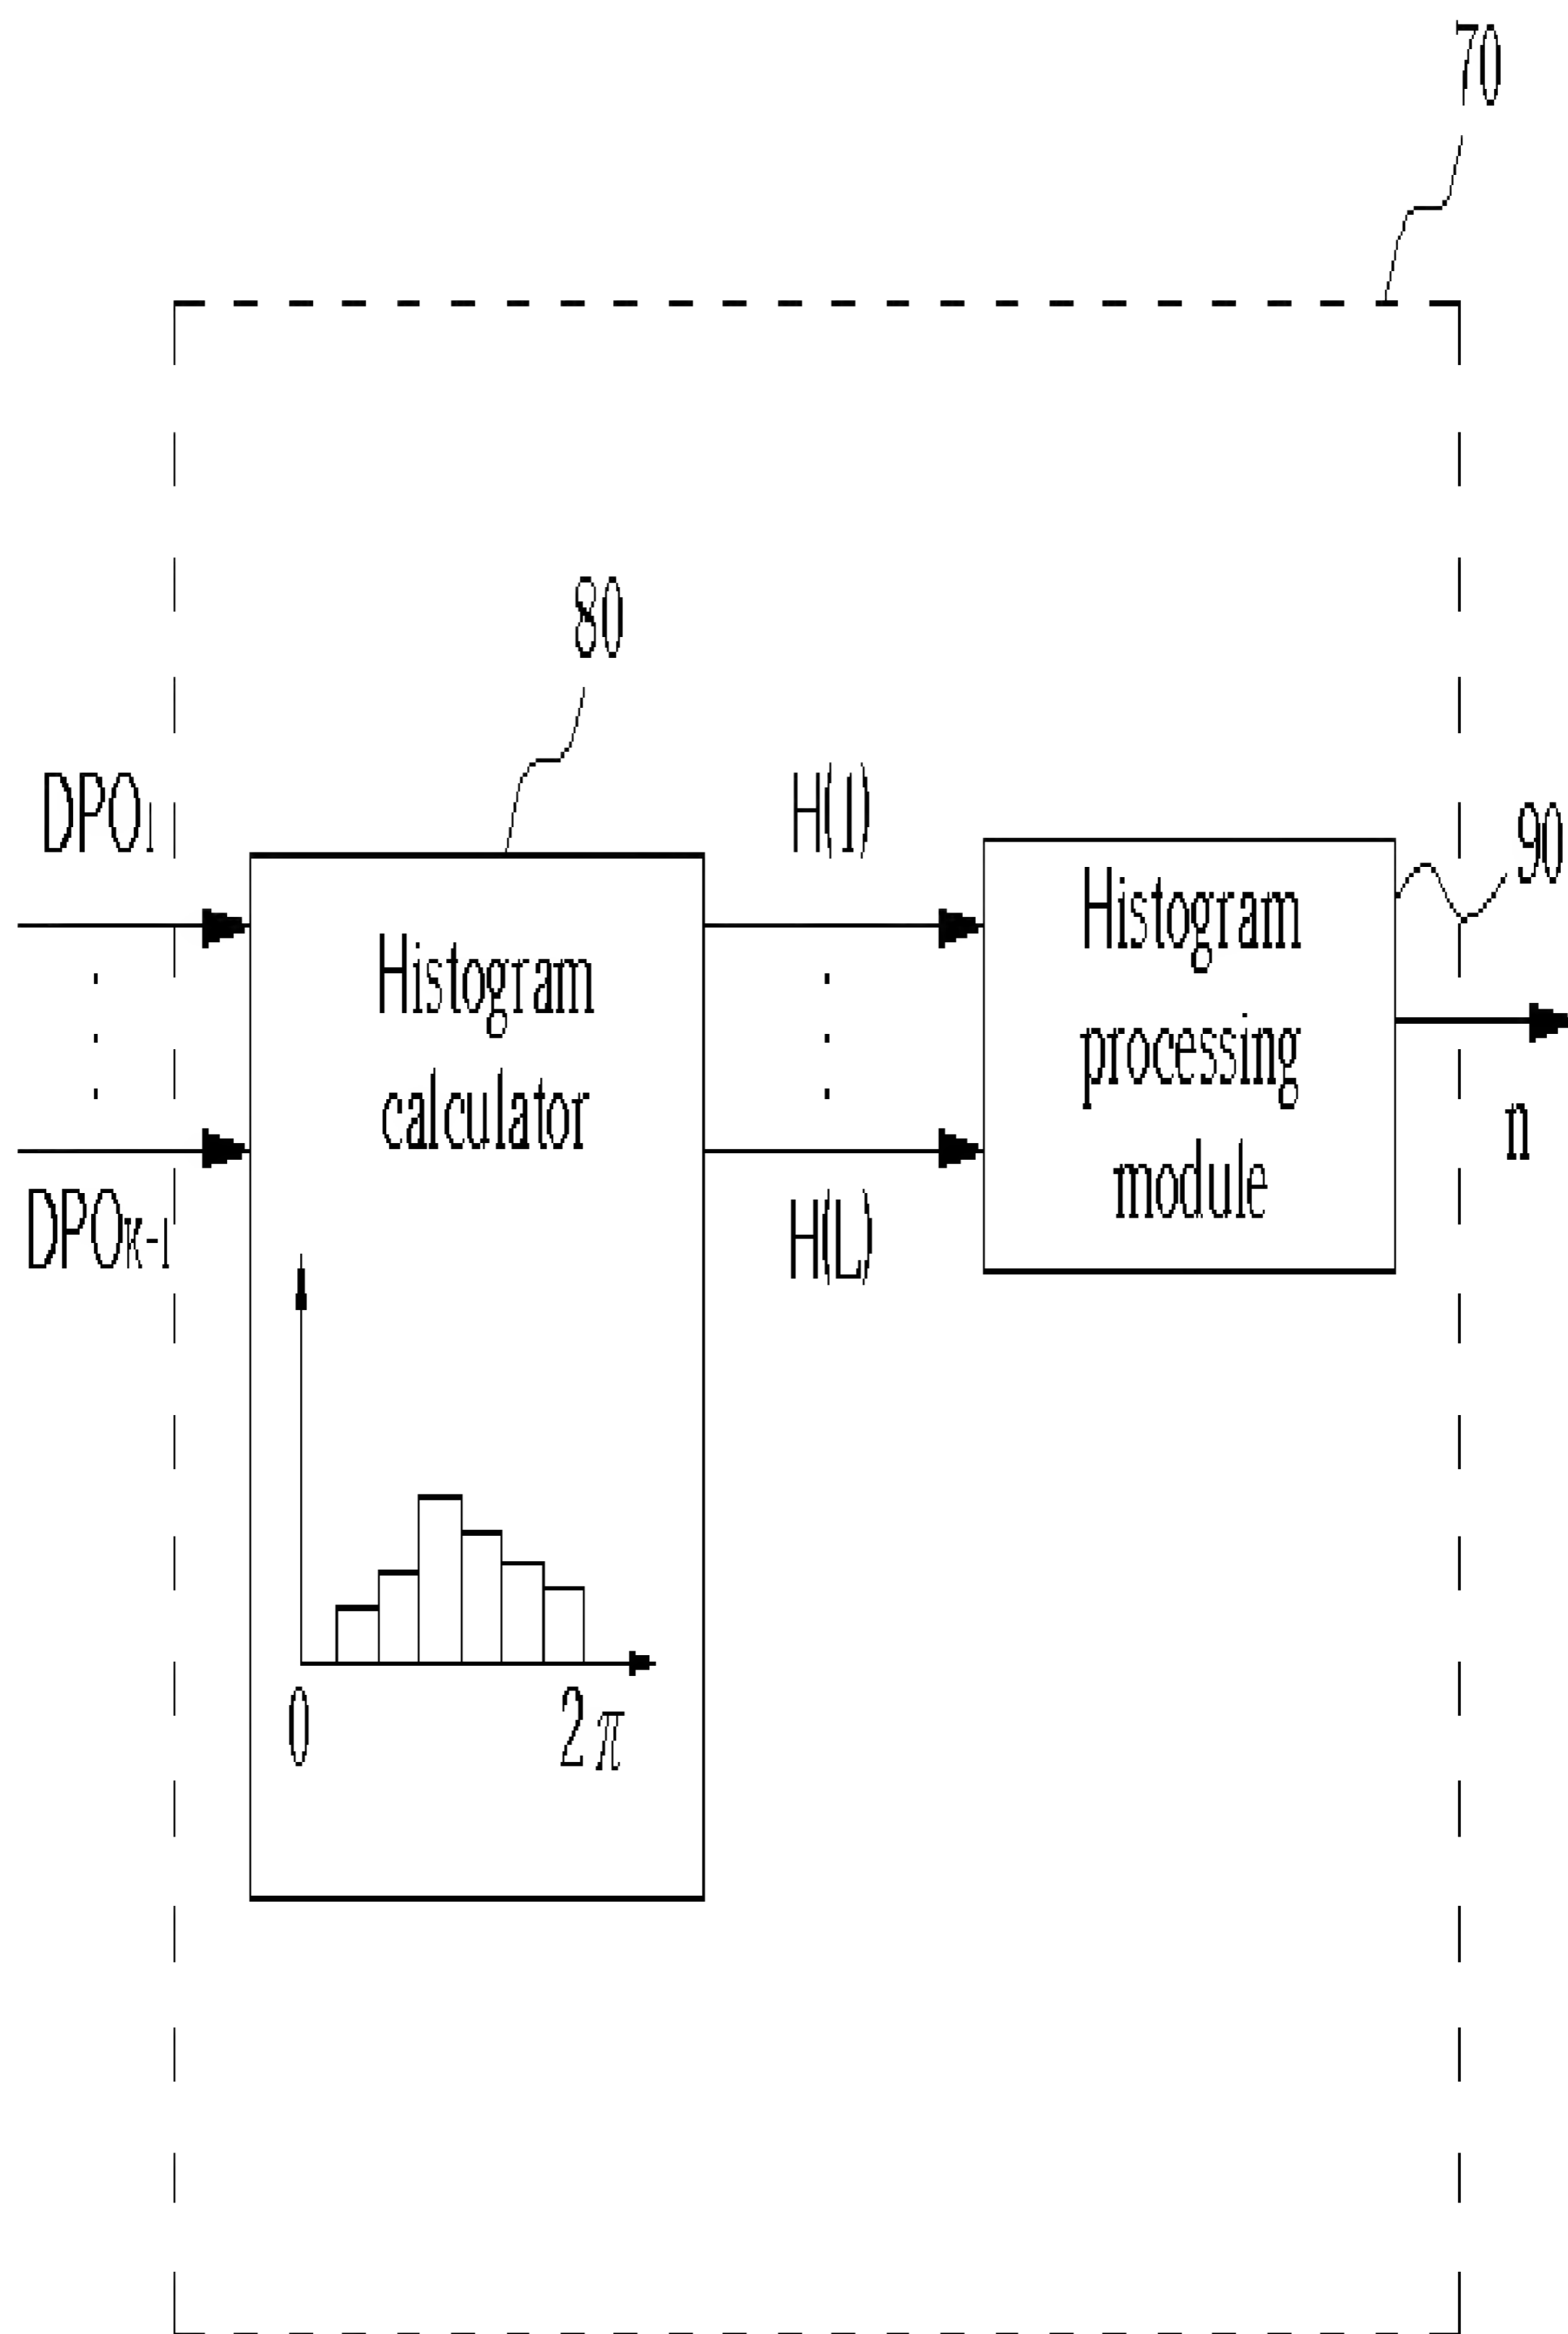 70
80
DPO1
H(1)
90
Histogram
calculator
Histogram
processing
module
n
DPOK-1
H(L)
0
2π